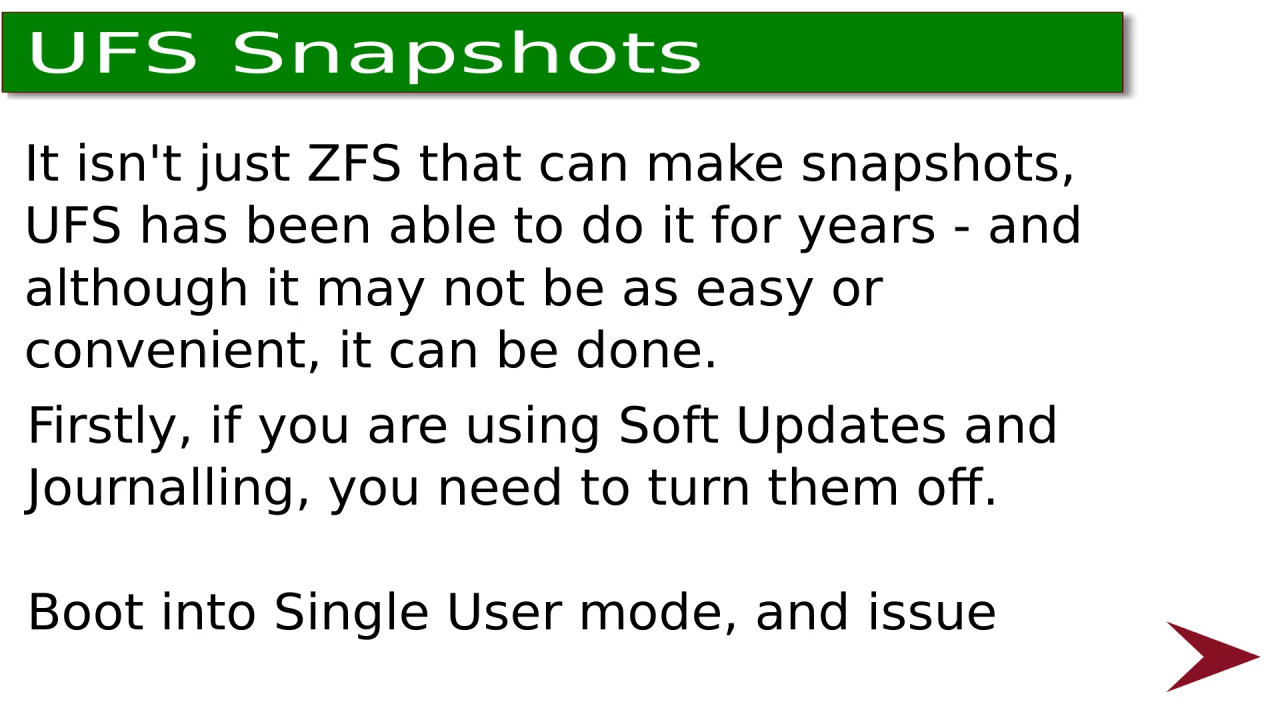 UFS Snapshots
It isn't just ZFS that can make snapshots,
UFS has been able to do it for years - and
although it may not be as easy or
convenient, it can be done.
Firstly, if you are using Soft Updates and
Journalling, you need to turn them off.
Boot into Single User mode, and issue